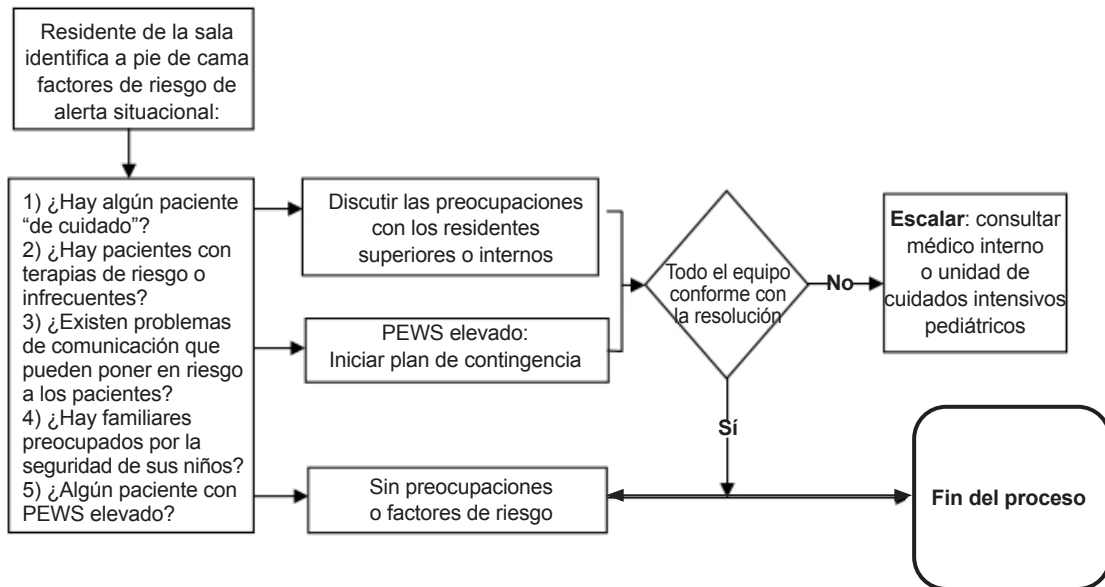 Residente de la sala
identifica a pie de cama
factores de riesgo de
alerta situacional:
1) ¿Hay algún paciente
“de cuidado”?
2) ¿Hay pacientes con
terapias de riesgo o
infrecuentes?
3) ¿Existen problemas
de comunicación que
pueden poner en riesgo
a los pacientes?
4) ¿Hay familiares
preocupados por la
seguridad de sus niños?
5) ¿Algún paciente con
PEWS elevado?
Discutir las preocupaciones
con los residentes
superiores o internos
PEWS elevado:
Iniciar plan de contingencia
Sin preocupaciones
o factores de riesgo
Todo el equipo
conforme con
la resolución
No
Sí
Escalar: consultar
médico interno
o unidad de
cuidados intensivos
pediátricos
Fin del proceso